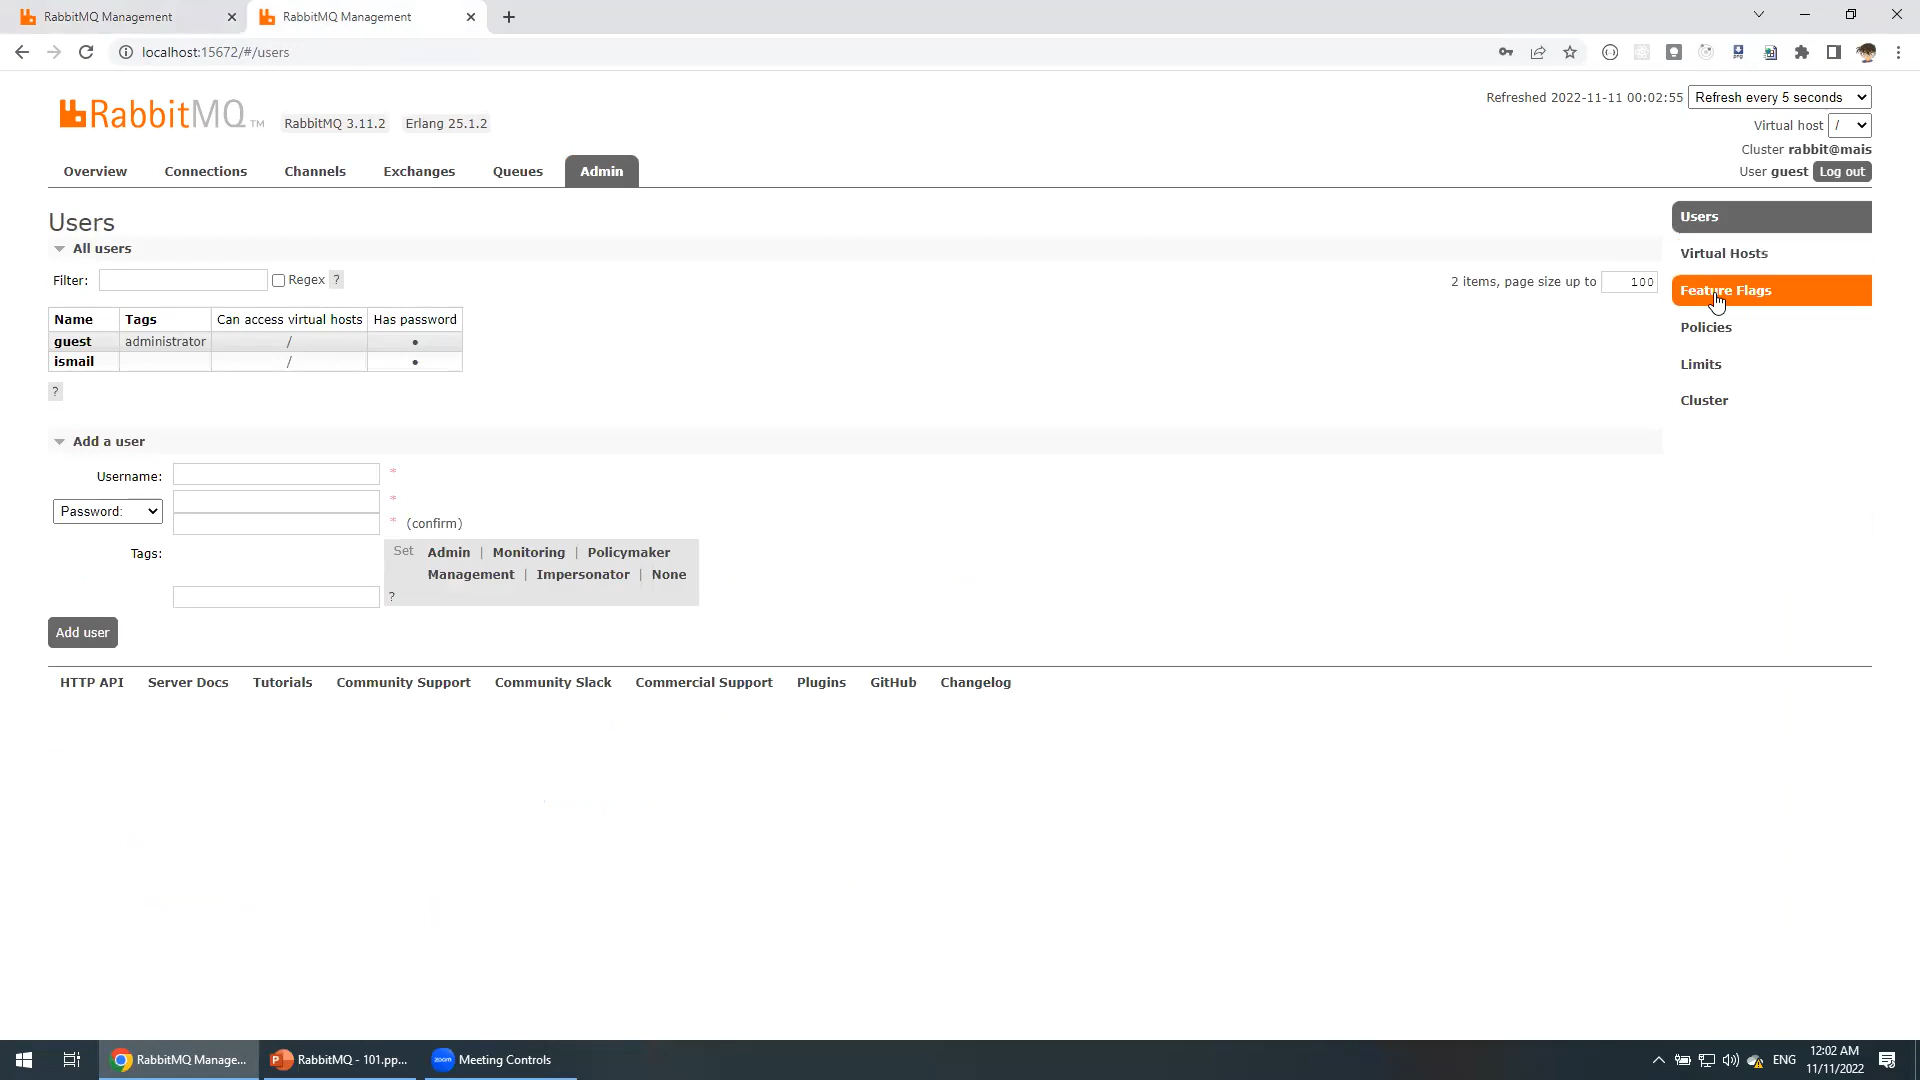 RabbitMQ Management
RabbitMQ Management
localhost:15672/#/users
RabbitMQ TM
RabbitMQ 3.11.2 Erlang 25.1.2
Refreshed 2022-11-11 00:02:55 Refresh every 5 seconds
Virtual host /
Cluster rabbit@mais
User guest Log out
Overview Connections Channels Exchanges Queues Admin
Users
All users
Filter: Regex ?
2 items, page size up to 100
Name Tags Can access virtual hosts Has password
guest administrator / •
ismail / •
?
Add a user
Username: *
Password: *
* (confirm)
Tags:
Set Admin | Monitoring | Policymaker
Management | Impersonator | None
?
Add user
Users
Virtual Hosts
Feature Flags
Policies
Limits
Cluster
HTTP API Server Docs Tutorials Community Support Community Slack Commercial Support Plugins GitHub Changelog
RabbitMQ Manage... RabbitMQ - 101.pp... zoom Meeting Controls
ENG
12:02 AM
11/11/2022